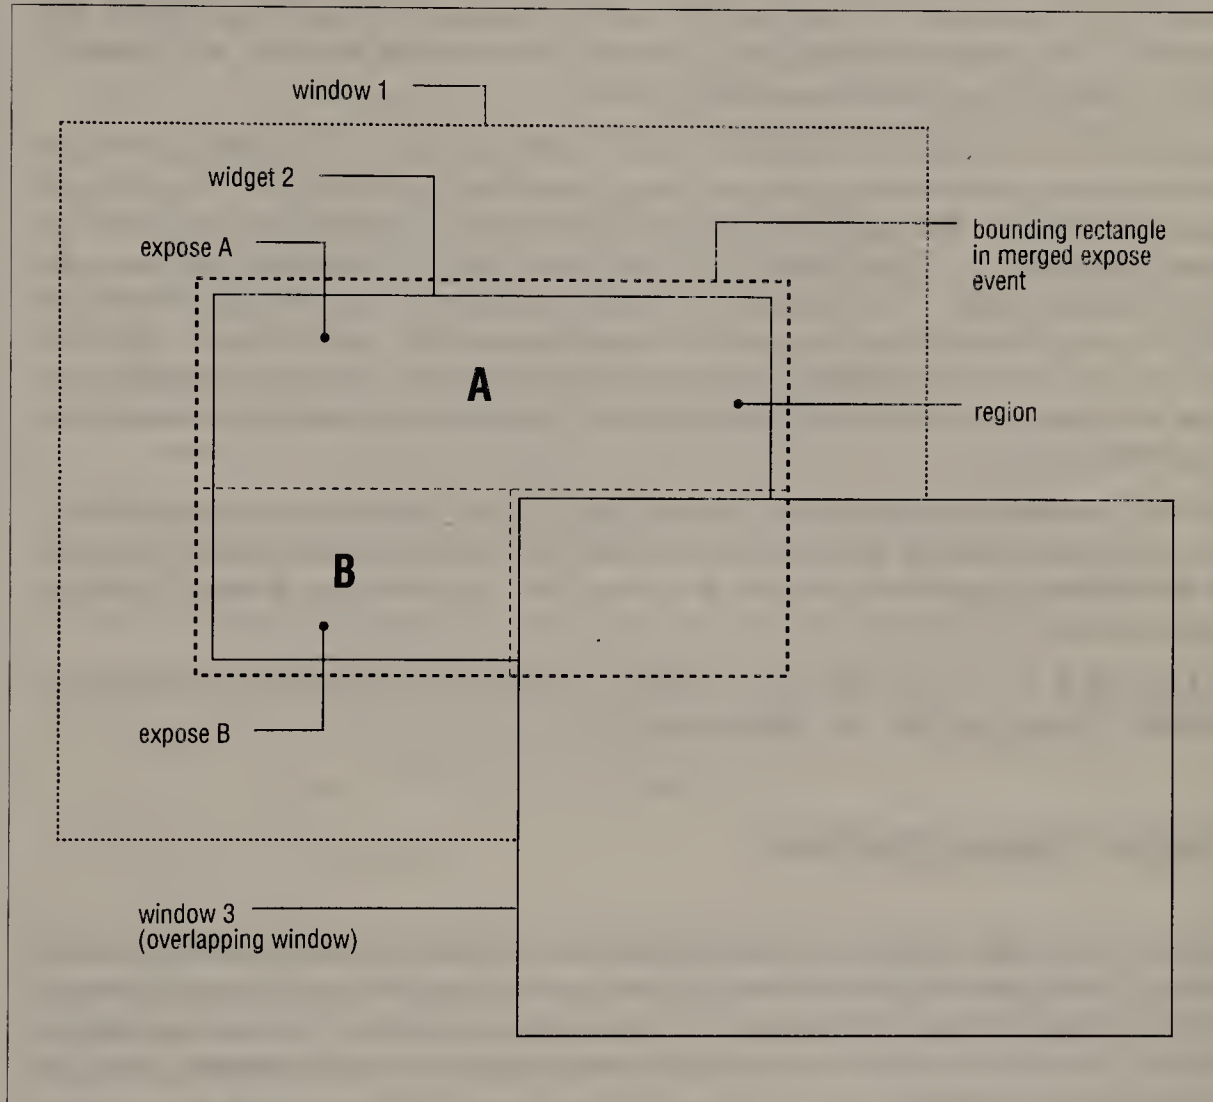 window 1
widget 2
expose A
bounding rectangle
in merged expose
event
A
region
B
expose B
window 3
(overlapping window)